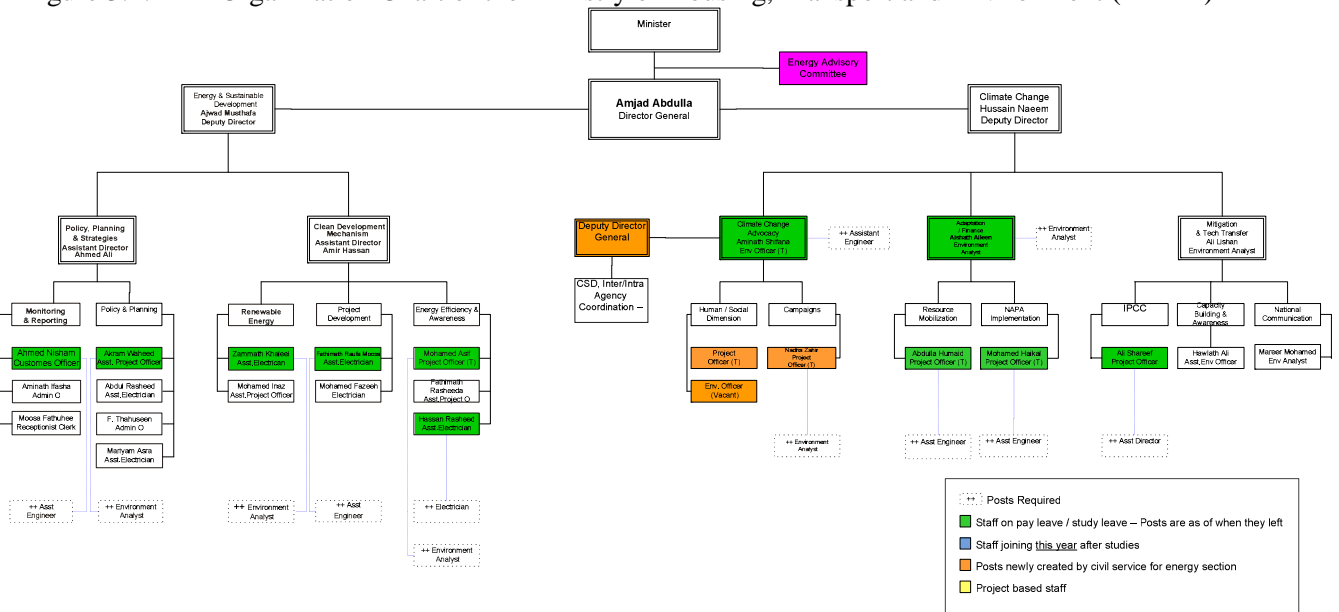 Minister
Energy Advisory
Committee
Amjad Abdulla
Director General
Energy & Sustainable
Development
Ajwad Musthafa
Deputy Director
Climate Change
Hussain Naeem
Deputy Director
Policy, Planning
& Strategies
Assistant Director
Ahmed Ali
Clean Development
Mechanism
Assistant Director
Amir Hassan
Deputy Director
General
Climate Change
Advocacy
Aminath Shifana
Env Officer (T)
++ Assistant
Engineer
Adaptation
/ Finance
Aishath Aileen
Environment
Analyst
++ Environment
Analyst
Mitigation
& Tech Transfer
Ali Lishan
Environment Analyst
CSD, Inter/Intra
Agency
Coordination –
Monitoring
& Reporting
Policy & Planning
Renewable
Energy
Project
Development
Energy Efficiency &
Awareness
Human / Social
Dimension
Campaigns
Resource
Mobilization
NAPA
Implementation
IPCC
Capacity
Building &
Awareness
National
Communication
Ahmed Nisham
Customes Officer
Akram Waheed
Asst. Project Officer
Zammath Khaleel
Asst,Electrician
Fathimath Raufa Moosa
Asst,Electrician
Mohamed Asif
Project Officer (T)
Project
Officer (T)
Nadha Zahir
Project
Officer (T)
Abdulla Humaid
Project Officer (T)
Mohamed Haikal
Project Officer (T)
Ali Shareef
Project Officer
Hawlath Ali
Asst,Env Officer
Mareer Mohamed
Env Analyst
Aminath Ifasha
Admin O
Abdul Rasheed
Asst,Electrician
Mohamed Inaz
Asst,Project Officer
Mohamed Fazeeh
Electrician
Fathimath
Rasheeda
Asst,Project O
Env. Officer
(Vacant)
Moosa Fathuhee
Receptionist Clerk
F. Thahuseen
Admin O
Hassan Rasheed
Asst.Electrician
Maryam Asra
Asst.Electrician
++ Environment
Analyst
++ Asst Engineer
++ Asst Engineer
++ Asst Director
++ Asst
Engineer
++ Environment
Analyst
++ Environment
Analyst
++ Asst
Engineer
++ Electrician
++ Environment
Analyst
++ Posts Required
Staff on pay leave / study leave – Posts are as of when they left
Staff joining this year after studies
Posts newly created by civil service for energy section
Project based staff